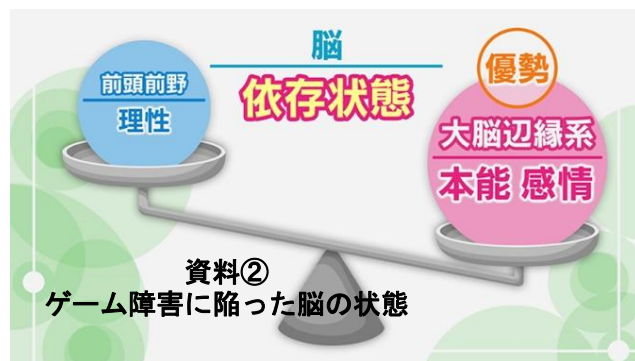 脳
依存状態
前頭前野
理性
優勢
大脳辺縁系
本能 感情
資料②
ゲーム障害に陥った脳の状態